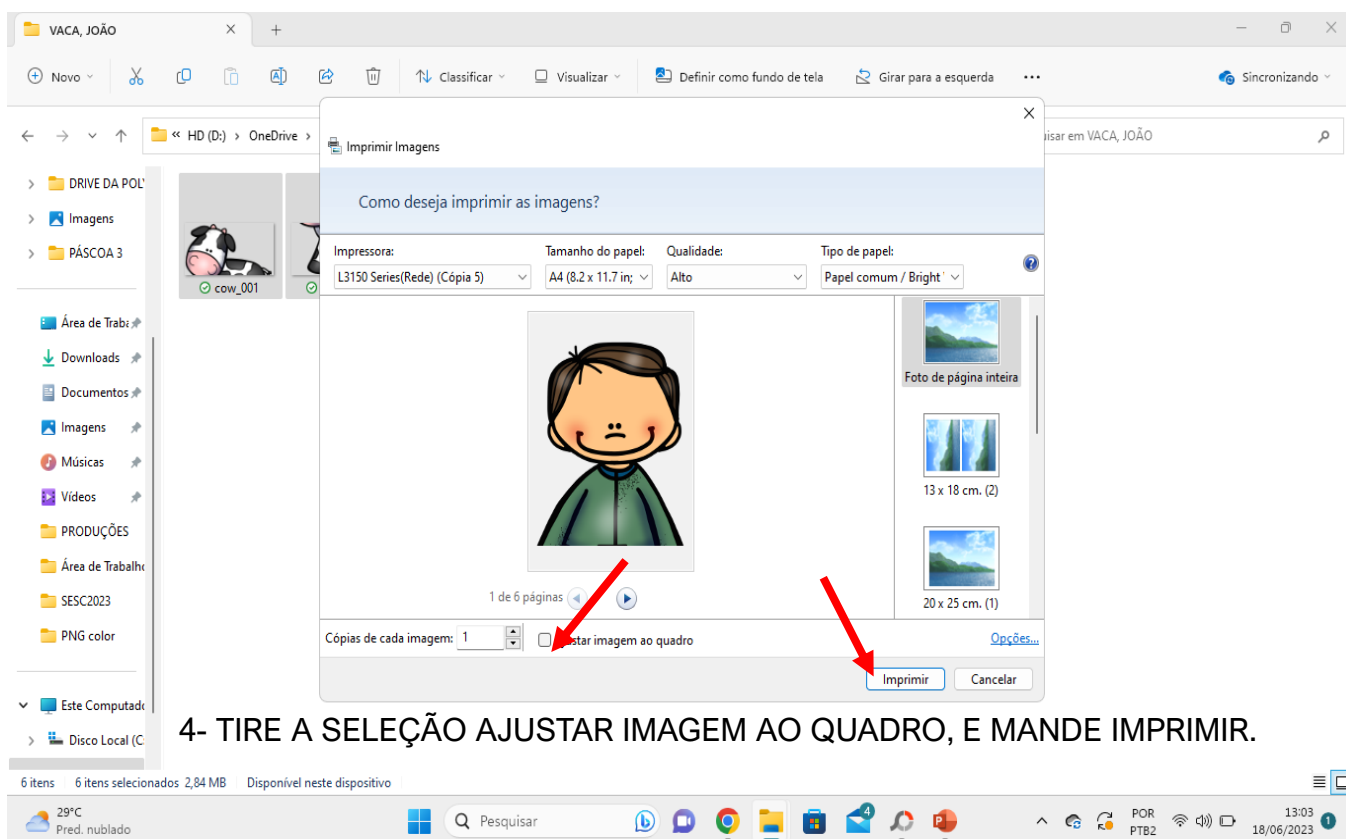 VACA, JOÃO
Novo
Classificar
Visualizar
Definir como fundo de tela
Girar para a esquerda
Sincronizando
« HD (D:) › OneDrive ›
em VACA, JOÃO
DRIVE DA
Imagens
PÁSCOA 3
Área de
Downloads
Documentos
Imagens
Músicas
Vídeos
PRODUÇÕES
Área de Trabalho
SESC2023
PNG color
Este
Disco Local
cow_001
Imprimir Imagens
Como deseja imprimir as imagens?
Impressora: Tamanho do papel: Qualidade: Tipo de papel:
L3150 Series(Rede) (Cópia 5) A4 (8.2 x 11.7 in; Alto Papel comum / Bright
Foto de página inteira
13 x 18 cm. (2)
20 x 25 cm. (1)
1 de 6 páginas
Cópias de cada imagem: 1 imagem ao quadro Opções...
Imprimir Cancelar
4- TIRE A SELEÇÃO AJUSTAR IMAGEM AO QUADRO, E MANDE IMPRIMIR.
6 itens 6 itens selecionados 2,84 MB Disponível neste dispositivo
29°C
Pred. nublado
Pesquisar
4
POR
PTB2
13:03
18/06/2023
1